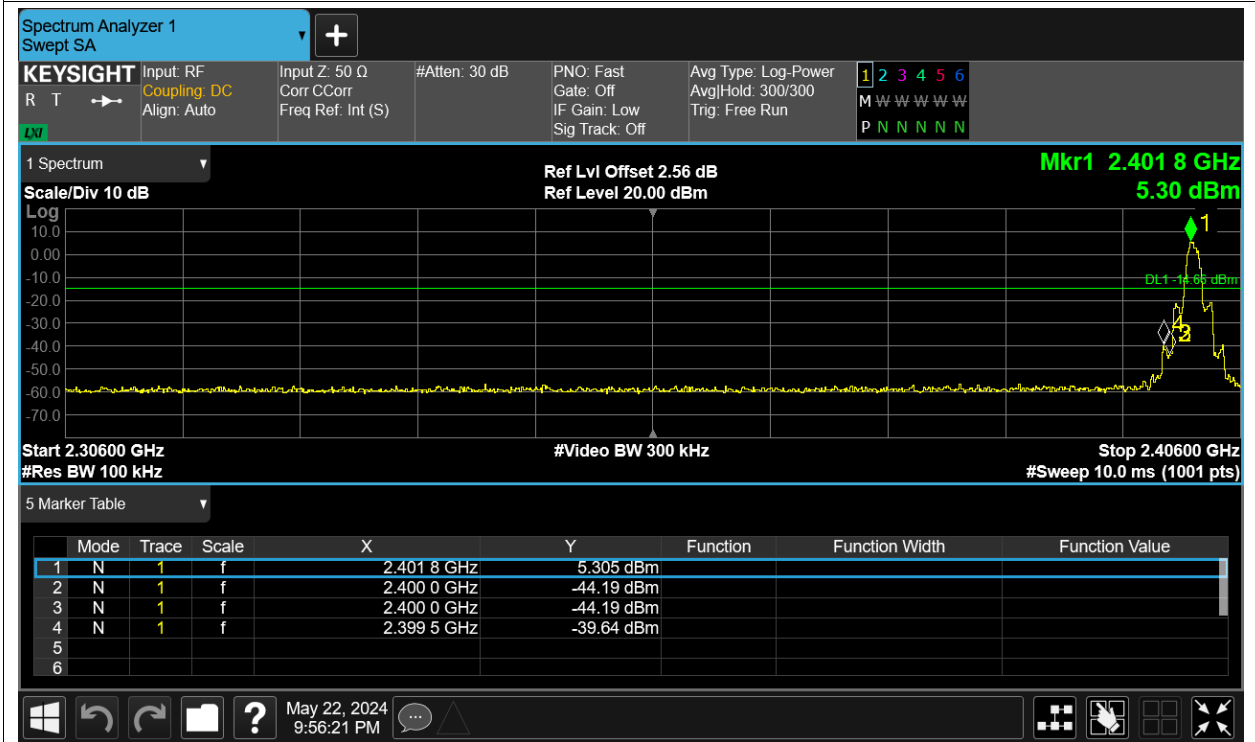 Spectrum Analyzer 1
Swept SA
+
KEYSIGHT Input: RF Input Z: 50 Ω #Atten: 30 dB PNO: Fast Avg Type: Log-Power 1 2 3 4 5 6
R T Coupling: DC Corr CCorr Gate: Off Avg|Hold: 300/300 M W W W W W
Align: Auto Freq Ref: Int (S) IF Gain: Low Trig: Free Run
LXI Sig Track: Off P N N N N N
1 Spectrum Ref Lvl Offset 2.56 dB Mkr1 2.401 8 GHz
Scale/Div 10 dB Ref Level 20.00 dBm 5.30 dBm
Log
1
10.0
0.00
-10.0
DL1 -14.66 dBm
-20.0
-30.0
4
-40.0
-50.0
-60.0
-70.0
Start 2.30600 GHz #Video BW 300 kHz Stop 2.40600 GHz
#Res BW 100 kHz #Sweep 10.0 ms (1001 pts)
5 Marker Table
Mode Trace Scale X Y Function Function Width Function Value
1 N 1 f 2.401 8 GHz 5.305 dBm
2 N 1 f 2.400 0 GHz -44.19 dBm
3 N 1 f 2.400 0 GHz -44.19 dBm
4 N 1 f 2.399 5 GHz -39.64 dBm
5
6
? May 22, 2024
9:56:21 PM